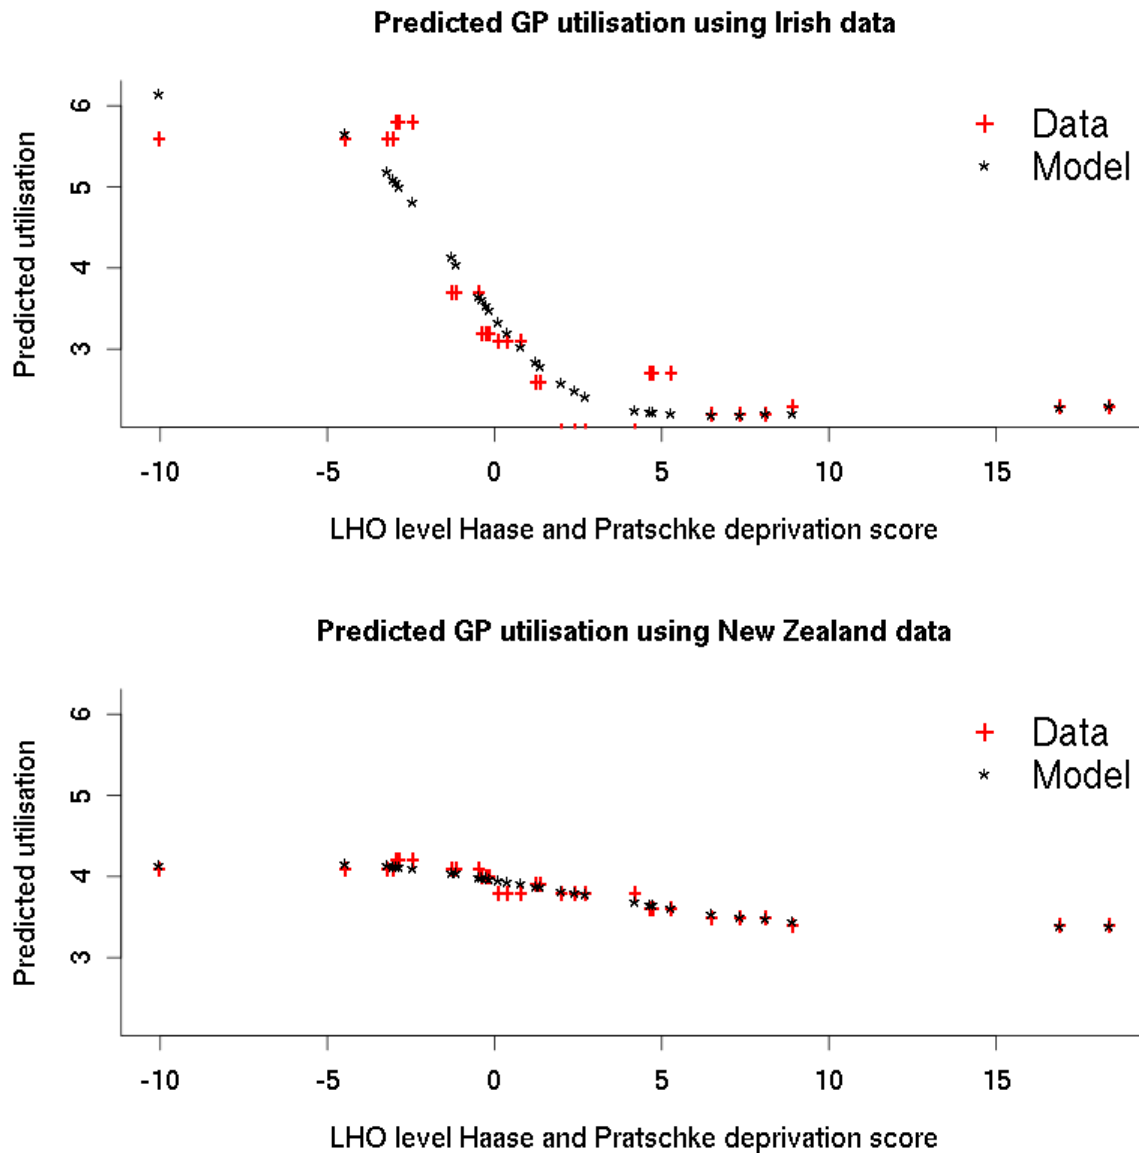 Predicted GP utilisation using Irish data
Predicted utilisation
6
5
4
3
+ Data
* Model
-10 -5 0 5 10 15
LHO level Haase and Pratschke deprivation score
Predicted GP utilisation using New Zealand data
Predicted utilisation
6
5
4
3
+ Data
* Model
-10 -5 0 5 10 15
LHO level Haase and Pratschke deprivation score